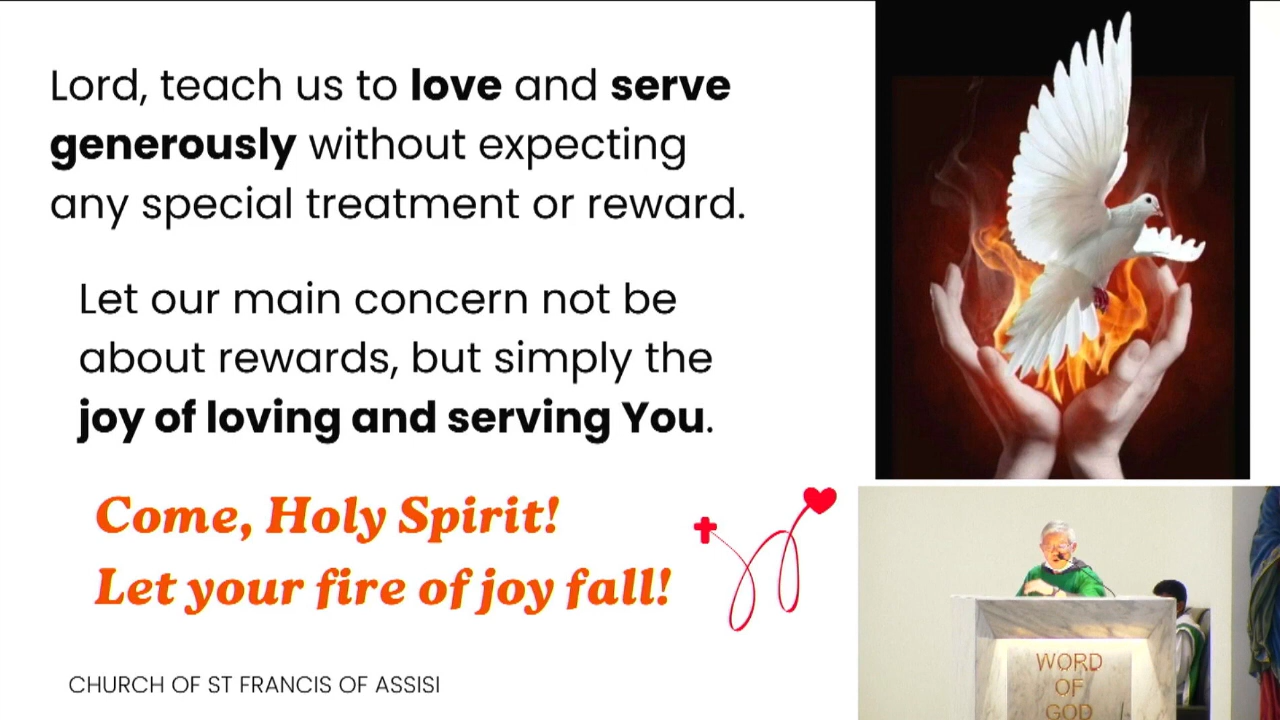 Lord, teach us to love and serve
generously without expecting
any special treatment or reward.
Let our main concern not be
about rewards, but simply the
joy of loving and serving You.
Come, Holy Spirit!
Let your fire of joy fall!
CHURCH OF ST FRANCIS OF ASSISI
WORD
OF
GOD